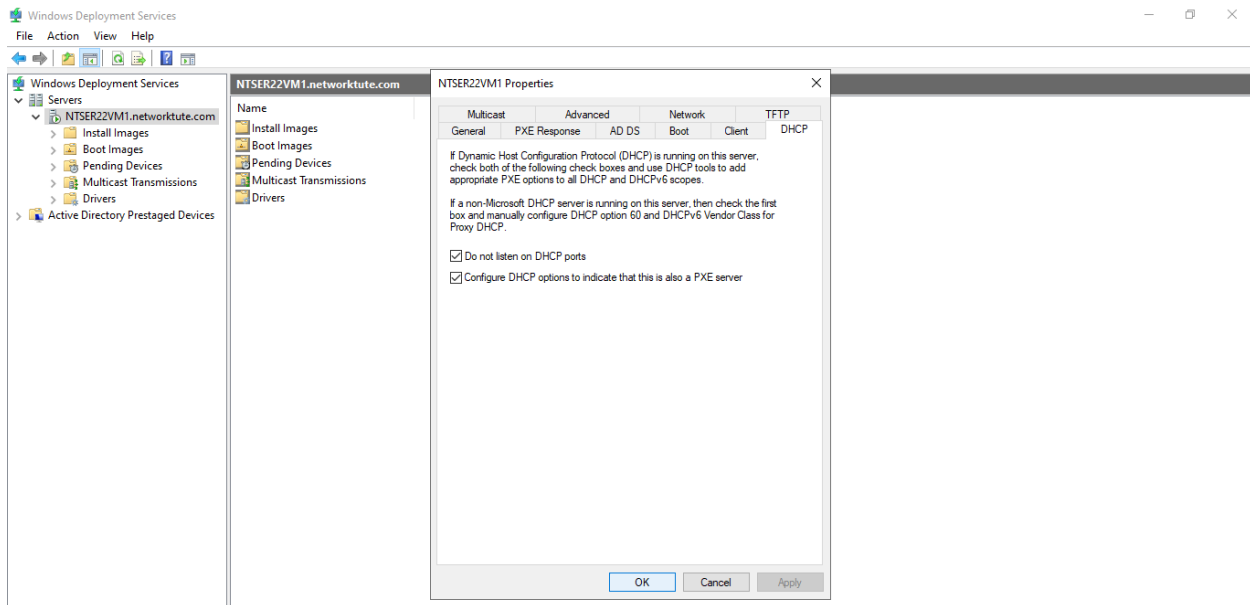 Windows Deployment Services
File Action View Help
Windows Deployment Services
Servers
NTSER22VM1.networktute.com
Install Images
Boot Images
Pending Devices
Multicast Transmissions
Drivers
Active Directory Prestaged Devices
NTSER22VM1.networktute.com
Name
Install Images
Boot Images
Pending Devices
Multicast Transmissions
Drivers
NTSER22VM1 Properties
Multicast Advanced Network TFTP
General PXE Response AD DS Boot Client DHCP
If Dynamic Host Configuration Protocol (DHCP) is running on this server,
check both of the following check boxes and use DHCP tools to add
appropriate PXE options to all DHCP and DHCPv6 scopes.
If a non-Microsoft DHCP server is running on this server, then check the first
box and manually configure DHCP option 60 and DHCPv6 Vendor Class for
Proxy DHCP.
Do not listen on DHCP ports
Configure DHCP options to indicate that this is also a PXE server
OK Cancel Apply